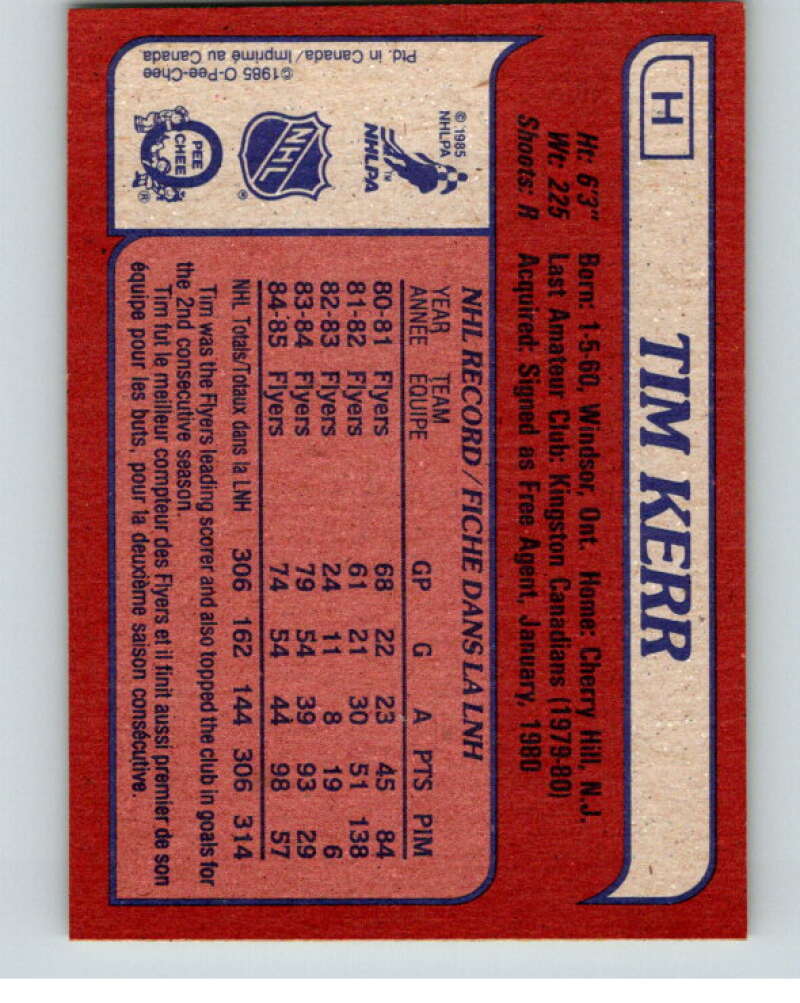 H
TIM KERR
Ht: 6'3" Born: 1-5-60, Windsor, Ont. Home: Cherry Hill, N.J.
Wt: 225 Last Amateur Club: Kingston Canadians (1979-80)
Shoots: R Acquired: Signed as Free Agent, January, 1980
© 1985
NHLPA
NHLPA
TM
NHL
®
O PEE CHEE
©1985 O-Pee-Chee
Ptd. in Canada/Imprimé au Canada
NHL RECORD/FICHE DANS LA LNH
YEAR TEAM
ANNÉE ÉQUIPE GP G A PTS PIM
80-81 Flyers 68 22 23 45 84
81-82 Flyers 61 21 30 51 138
82-83 Flyers 24 11 8 19 6
83-84 Flyers 79 54 39 93 29
84-85 Flyers 74 54 44 98 57
NHL Totals/Totaux dans la LNH 306 162 144 306 314
Tim was the Flyers leading scorer and also topped the club in goals for
the 2nd consecutive season.
Tim fut le meilleur compteur des Flyers et il finit aussi premier de son
équipe pour les buts, pour la deuxième saison consécutive.